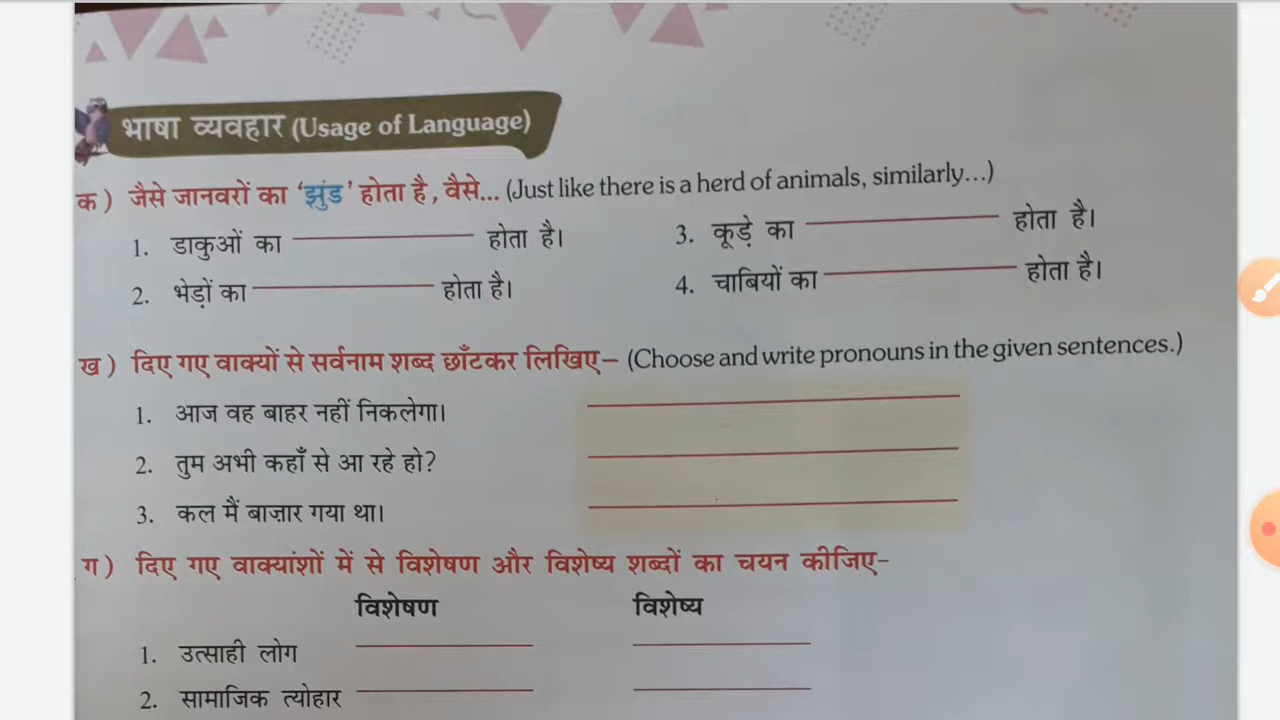 भाषा व्यवहार (Usage of Language)
क) जैसे जानवरों का 'झुंड' होता है, वैसे... (Just like there is a herd of animals, similarly...)
1. डाकुओं का ————— होता है।
3. कूड़े का ————— होता है।
2. भेड़ों का ————— होता है।
4. चाबियों का ————— होता है।
ख) दिए गए वाक्यों से सर्वनाम शब्द छाँटकर लिखिए– (Choose and write pronouns in the given sentences.)
1. आज वह बाहर नहीं निकलेगा।
2. तुम अभी कहाँ से आ रहे हो?
3. कल मैं बाज़ार गया था।
ग) दिए गए वाक्यांशों में से विशेषण और विशेष्य शब्दों का चयन कीजिए–
विशेषण विशेष्य
1. उत्साही लोग
2. सामाजिक त्योहार